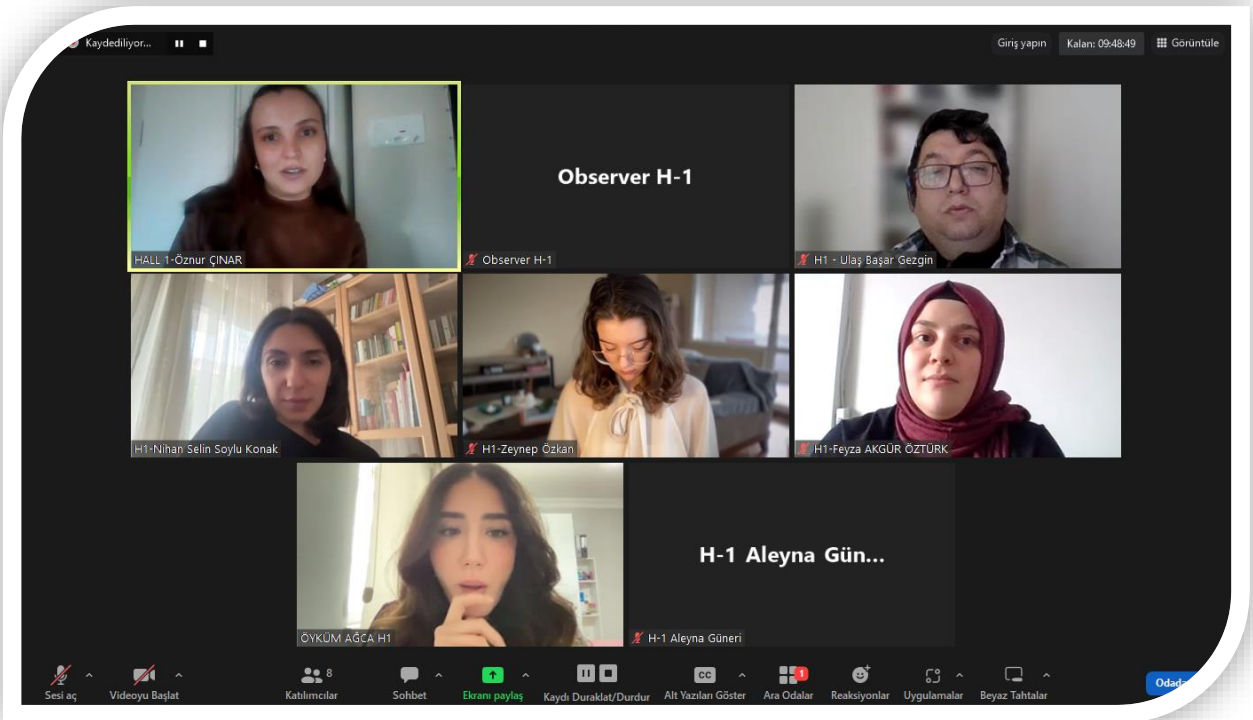 Kaydediliyor...
Giriş yapın
Kalan: 09:48:49
Görüntüle
HALL 1-Öznur ÇINAR
Observer H-1
Observer H-1
H1 - Ulaş Başar Gezgin
H1-Nihan Selin Soylu Konak
H1-Zeynep Özkan
H1-Feyza AKGÜR ÖZTÜRK
ÖYKÜM AĞCA H1
H-1 Aleyna Gün...
H-1 Aleyna Güneri
Sesi aç
Videoyu Başlat
8
Katılımcılar
Sohbet
Ekranı paylaş
Kaydı Duraklat/Durdur
CC
Alt Yazıları Göster
1
Ara Odalar
Reaksiyonlar
Uygulamalar
Beyaz Tahtalar